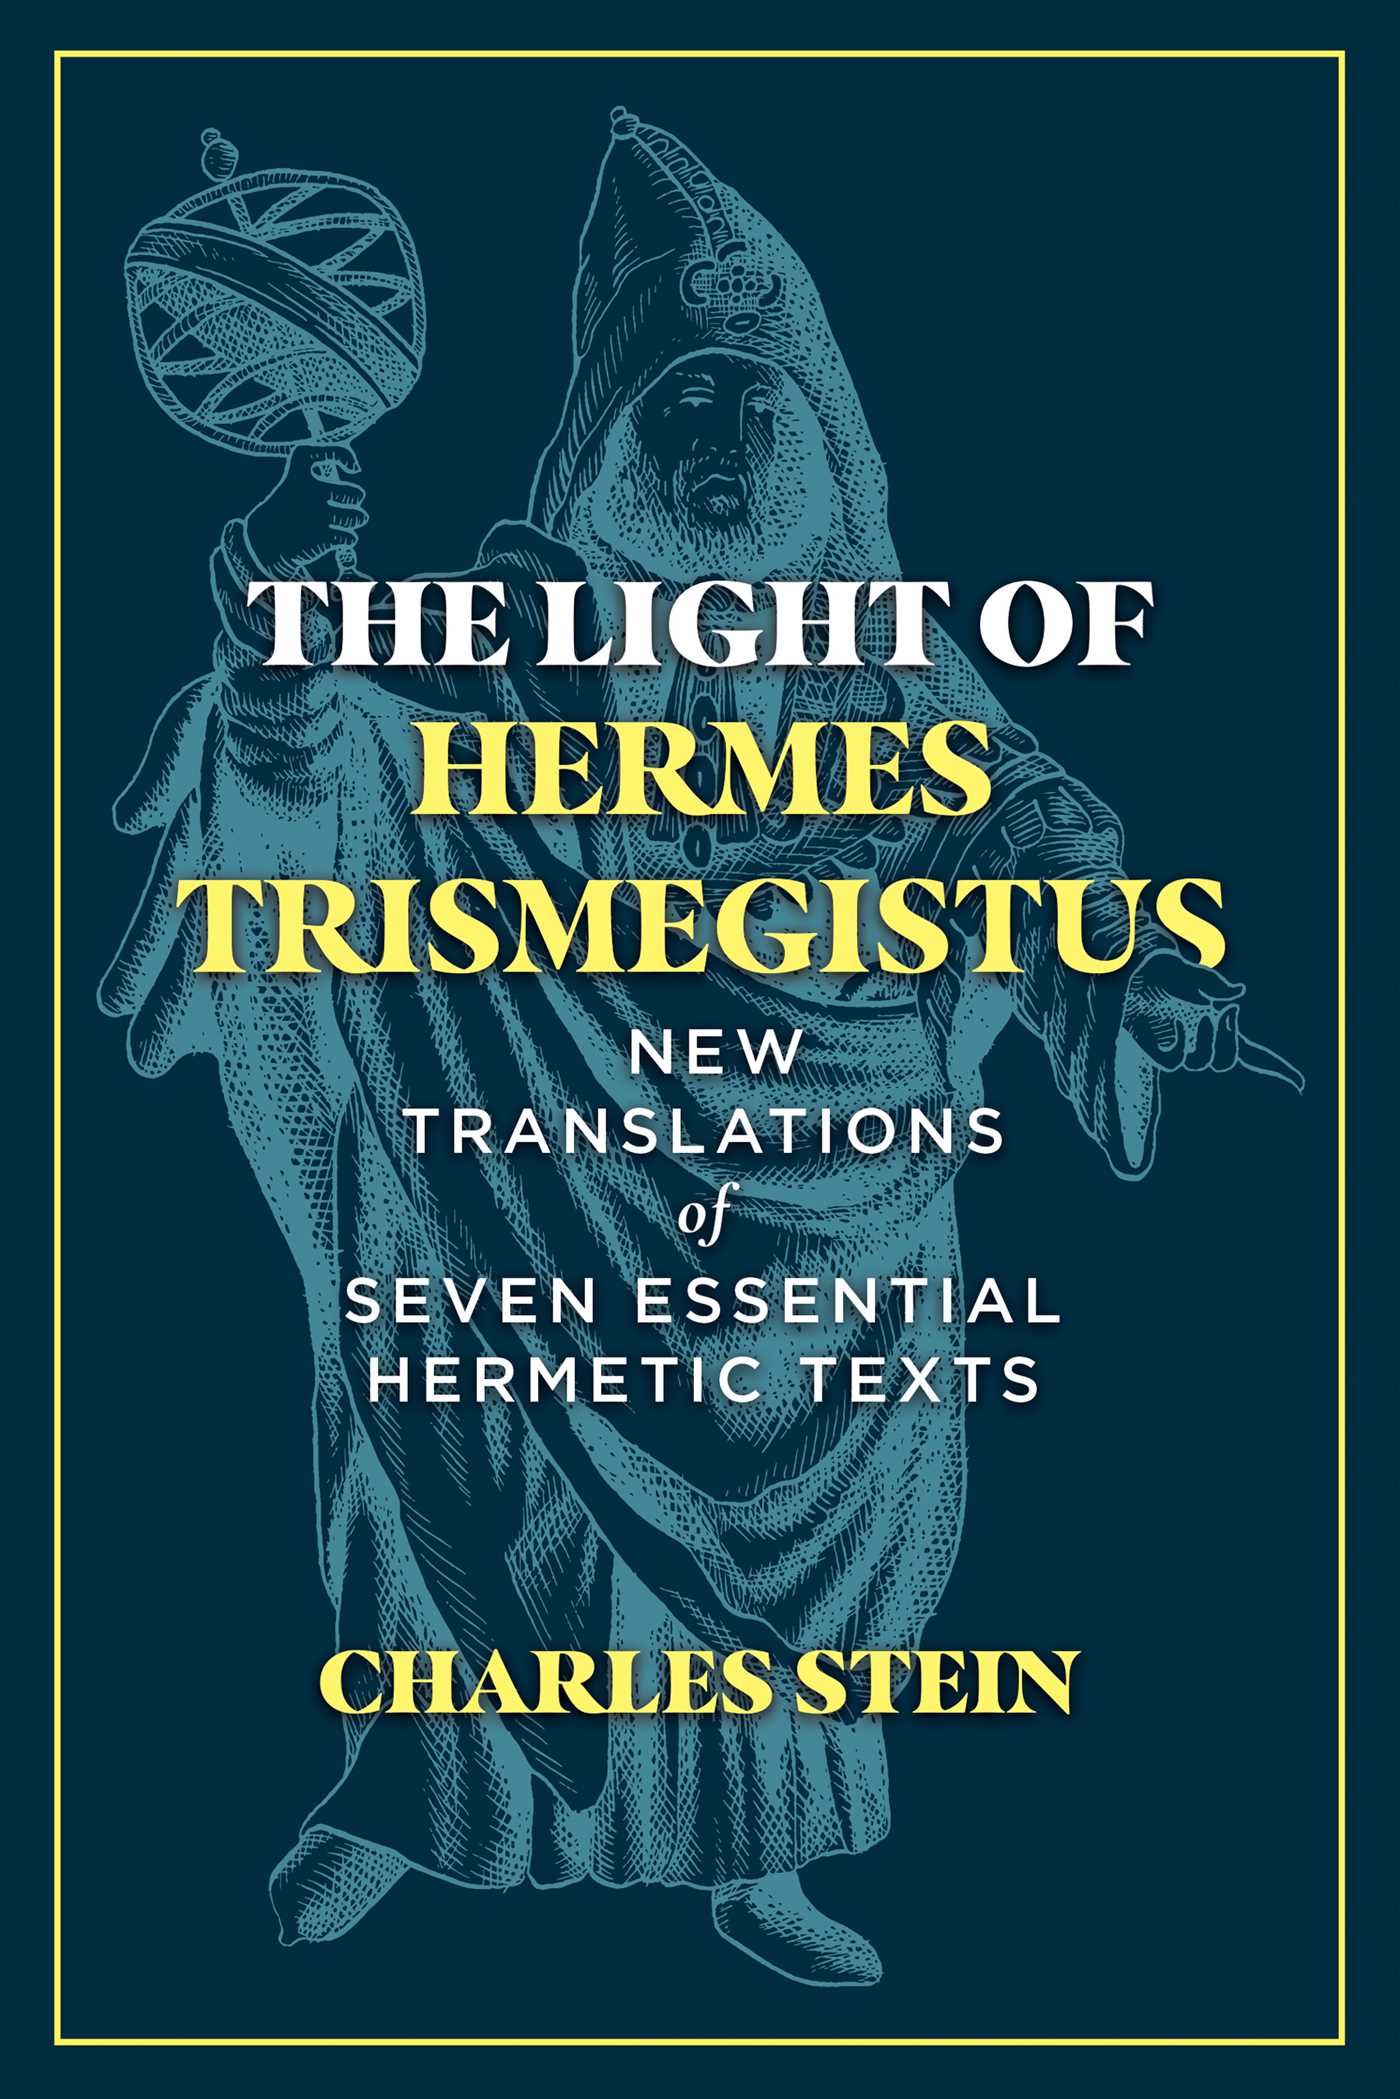 THE LIGHT OF
HERMES
TRISMEGISTUS
NEW
TRANSLATIONS
of
SEVEN ESSENTIAL
HERMETIC TEXTS
CHARLES STEIN